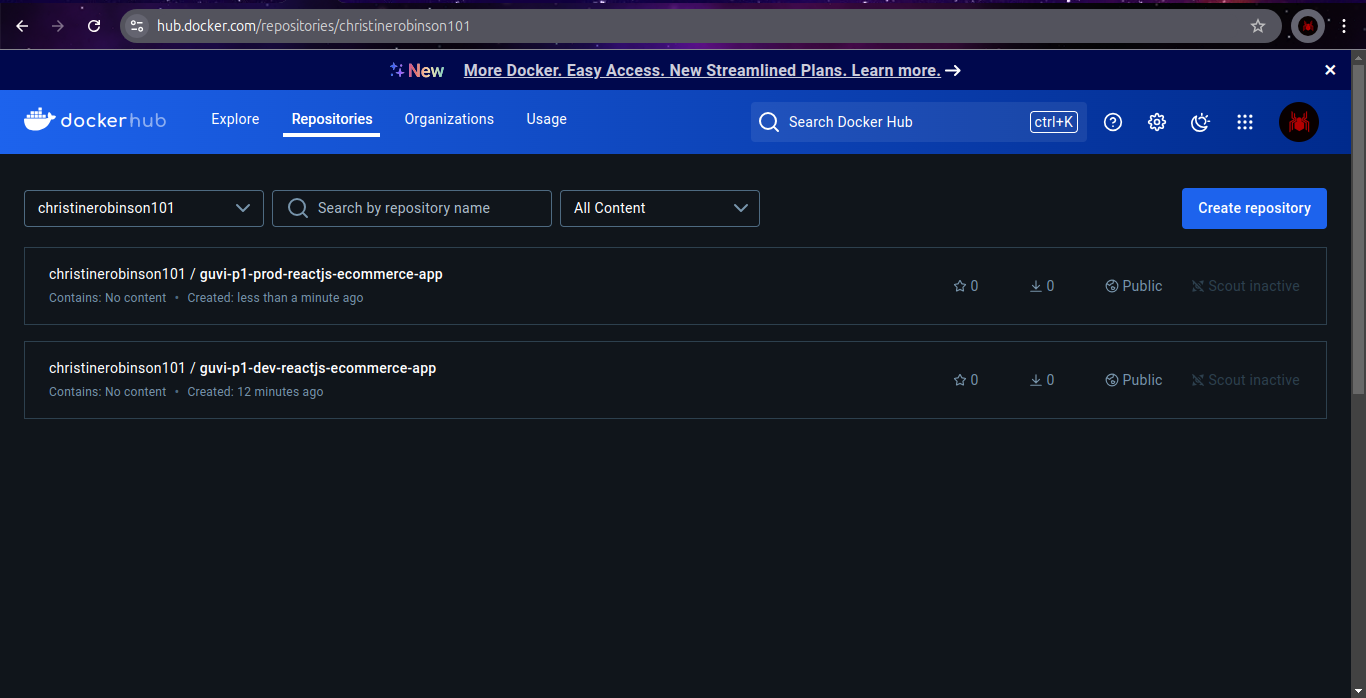 hub.docker.com/repositories/christinerobinson101
New More Docker. Easy Access. New Streamlined Plans. Learn more.
dockerhub Explore Repositories Organizations Usage Search Docker Hub ctrl+K
christinerobinson101 Search by repository name All Content Create repository
christinerobinson101 / guvi-p1-prod-reactjs-ecommerce-app
Contains: No content • Created: less than a minute ago
0 0 Public Scout inactive
christinerobinson101 / guvi-p1-dev-reactjs-ecommerce-app
Contains: No content • Created: 12 minutes ago
0 0 Public Scout inactive